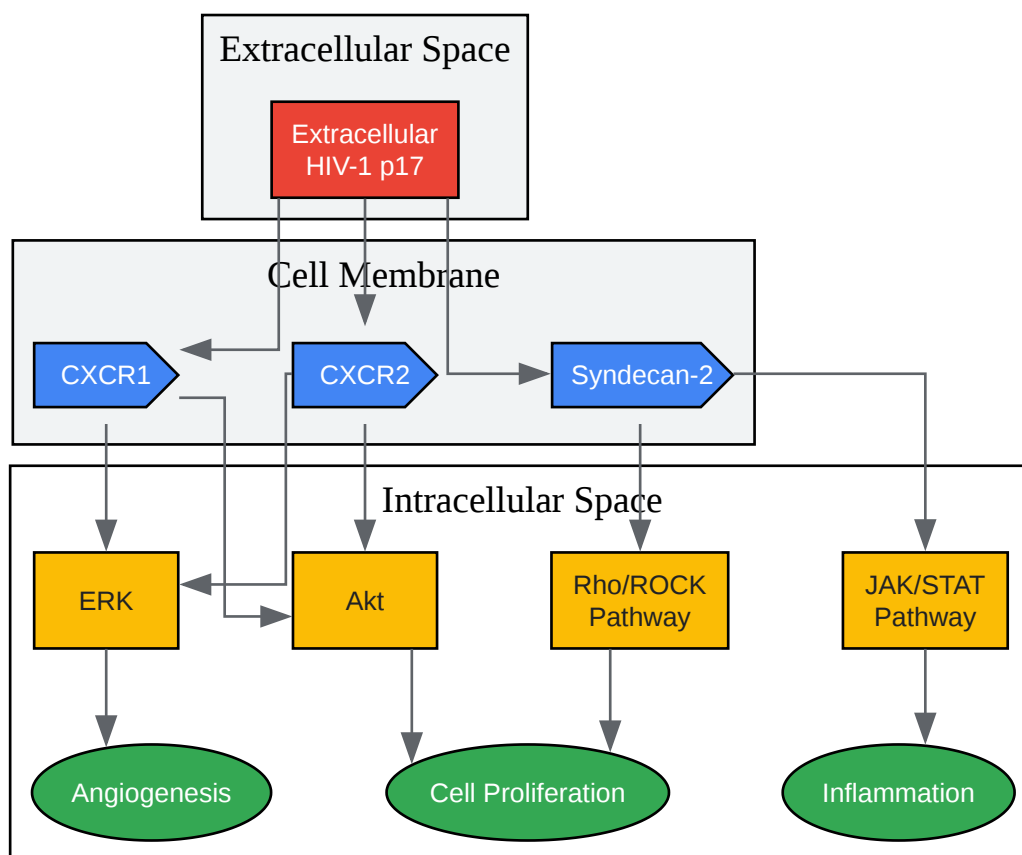 Extracellular Space
Extracellular
HIV-1 p17
Cell Membrane
CXCR1
CXCR2
Syndecan-2
Intracellular Space
ERK
Akt
Rho/ROCK
Pathway
JAK/STAT
Pathway
Angiogenesis
Cell Proliferation
Inflammation